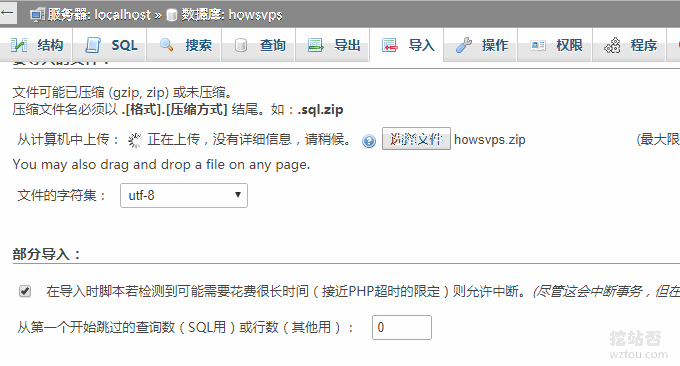 服务器: localhost » 数据库: howsvps
结构 SQL 搜索 查询 导出 导入 操作 权限 程序
要导入的文件：
文件可能已压缩 (gzip, zip) 或未压缩。
压缩文件名必须以 .[格式].[压缩方式] 结尾。如：.sql.zip
从计算机中上传： 正在上传，没有详细信息，请稍候。 选择文件 howsvps.zip (最大限
You may also drag and drop a file on any page.
文件的字符集： utf-8
部分导入：
在导入时脚本若检测到可能需要花费很长时间（接近PHP超时的限定）则允许中断。(尽管这会中断事务，但在
从第一个开始跳过的查询数（SQL用）或行数（其他用）： 0
挖站否
wzfou.com